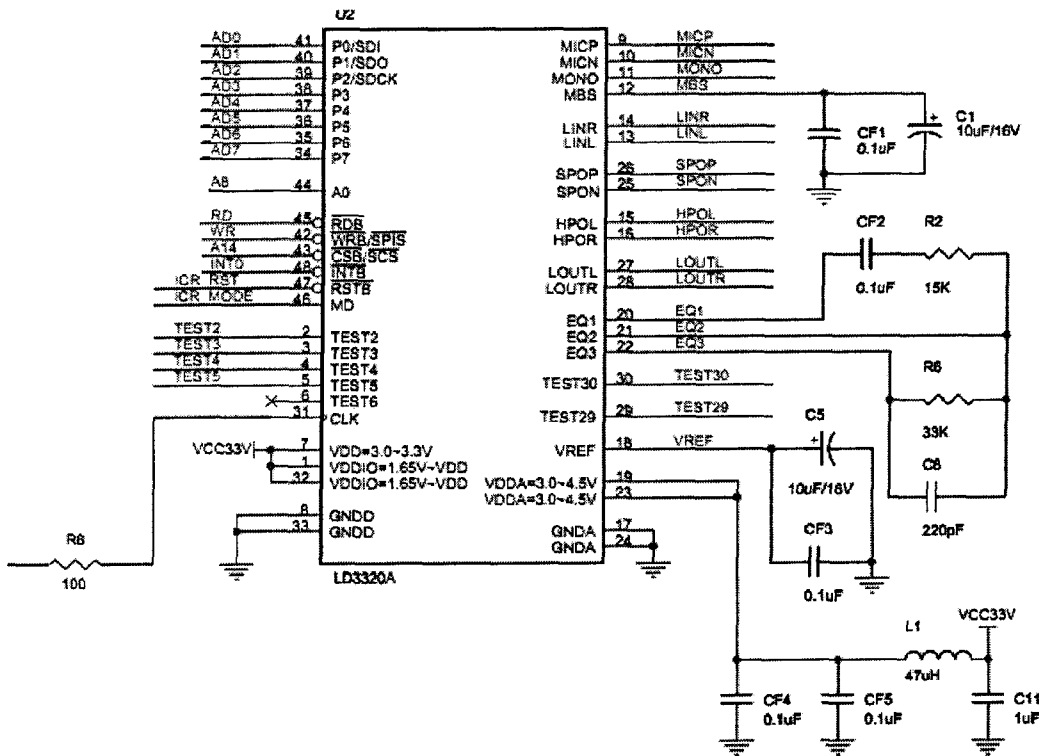 U2
AD0 41 P0/SDI
AD1 40 P1/SDO
AD2 39 P2/SDCK
AD3 38 P3
AD4 37 P4
AD5 36 P5
AD6 35 P6
AD7 34 P7
A8 44 A0
RD 45 RDB
WR 42 WRB/SPIS
A14 43 CSB/SCS
INT0 48 INTB
ICR_RST 47 RSTB
ICR_MODE 46 MD
TEST2 2 TEST2
TEST3 3 TEST3
TEST4 4 TEST4
TEST5 5 TEST5
6 TEST6
31 CLK
VCC33V 7 VDD=3.0~3.3V
1 VDDIO=1.65V~VDD
32 VDDIO=1.65V~VDD
8 GNDD
33 GNDD
R8
100
LD3320A
MICP 9 MICP
MICN 10 MICN
MONO 11 MONO
MBS 12 MBS
LINR 14 LINR
LINL 13 LINL
SPOP 26 SPOP
SPON 25 SPON
HPOL 15 HPOL
HPOR 16 HPOR
LOUTL 27 LOUTL
LOUTR 28 LOUTR
EQ1 20 EQ1
EQ2 21 EQ2
EQ3 22 EQ3
TEST30 30 TEST30
TEST29 29 TEST29
VREF 18 VREF
VDDA=3.0~4.5V 19
VDDA=3.0~4.5V 23
GNDA 17
GNDA 24
CF1
0.1uF
C1
10uF/16V
CF2
0.1uF
R2
15K
R6
33K
C6
220pF
C5
10uF/16V
CF3
0.1uF
VCC33V
L1
47uH
CF4
0.1uF
CF5
0.1uF
C11
1uF